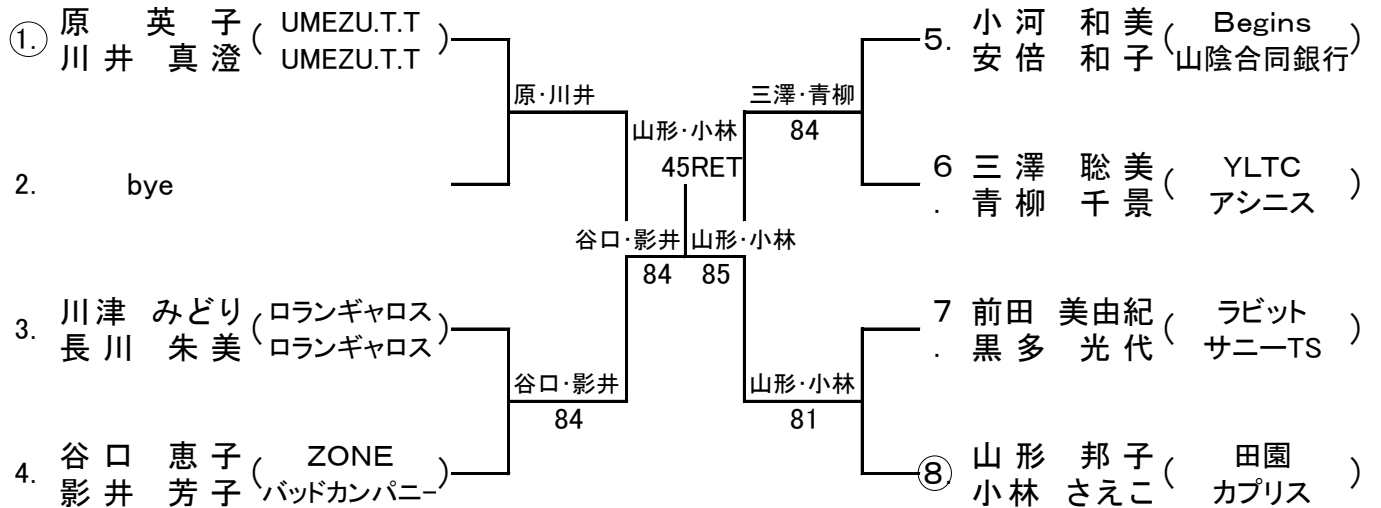 1. 原 英 子 ( UMEZU.T.T )
川 井 真 澄 UMEZU.T.T
原・川井
2. bye
3. 川津 みどり ( ロランギャロス )
長 川 朱 美 ロランギャロス
谷口・影井
84
4. 谷 口 恵 子 ( ZONE )
影 井 芳 子 バッドカンパニー
山形・小林
45RET
谷口・影井 山形・小林
84 85
5. 小 河 和 美 ( Begins )
安 倍 和 子 山陰合同銀行
三澤・青柳
84
6. 三 澤 聡 美 ( YLTC )
青 柳 千 景 アシニス
7. 前田 美由紀 ( ラビット )
黒 多 光 代 サニーTS
山形・小林
81
8. 山 形 邦 子 ( 田園 )
小林 さえこ カプリス